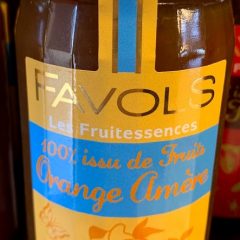 FAVOLS
Les Fruitessences
100% issu de Fruits
Orange Amère